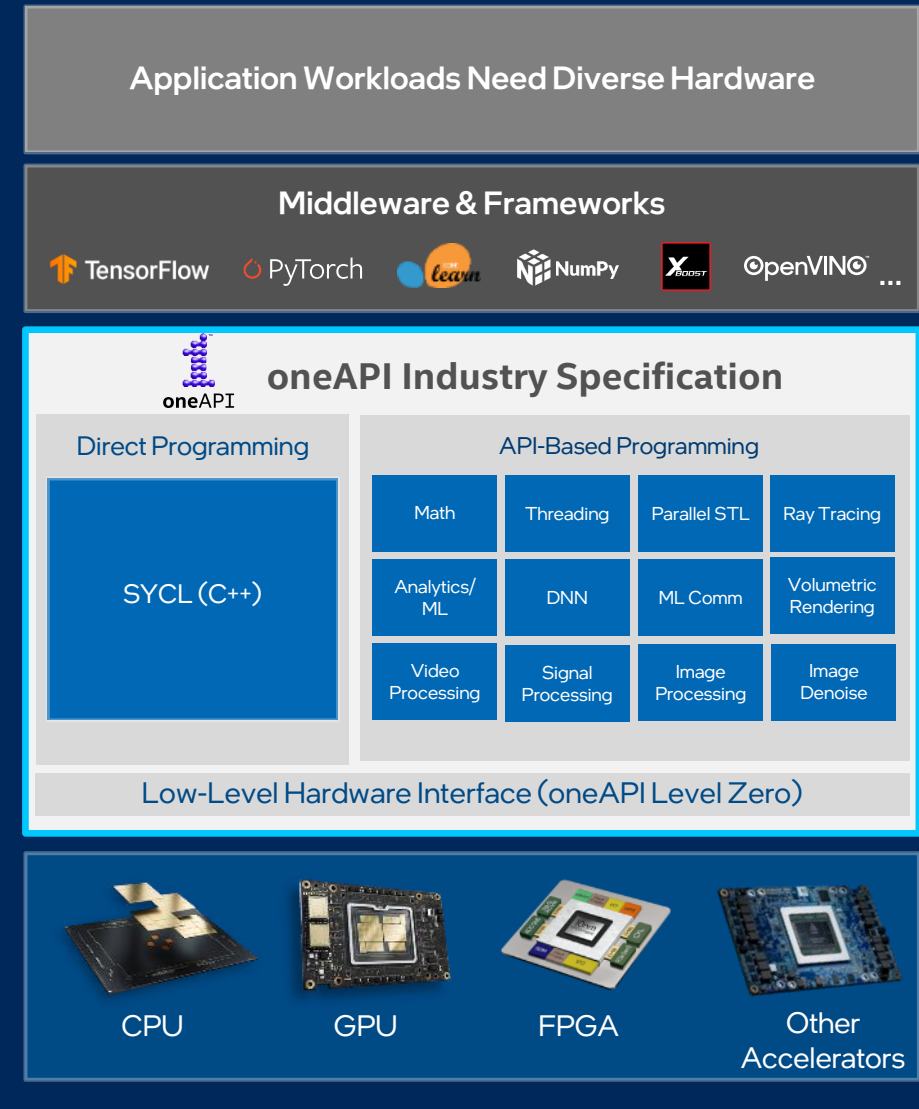 Application Workloads Need Diverse Hardware
Middleware & Frameworks
TensorFlow
PyTorch
learn
NumPy
XBOOST
OpenVINO
...
oneAPI
oneAPI Industry Specification
Direct Programming
SYCL (C++)
API-Based Programming
Math
Threading
Parallel STL
Ray Tracing
Analytics/
ML
DNN
ML Comm
Volumetric
Rendering
Video
Processing
Signal
Processing
Image
Processing
Image
Denoise
Low-Level Hardware Interface (oneAPI Level Zero)
CPU
GPU
FPGA
Other
Accelerators